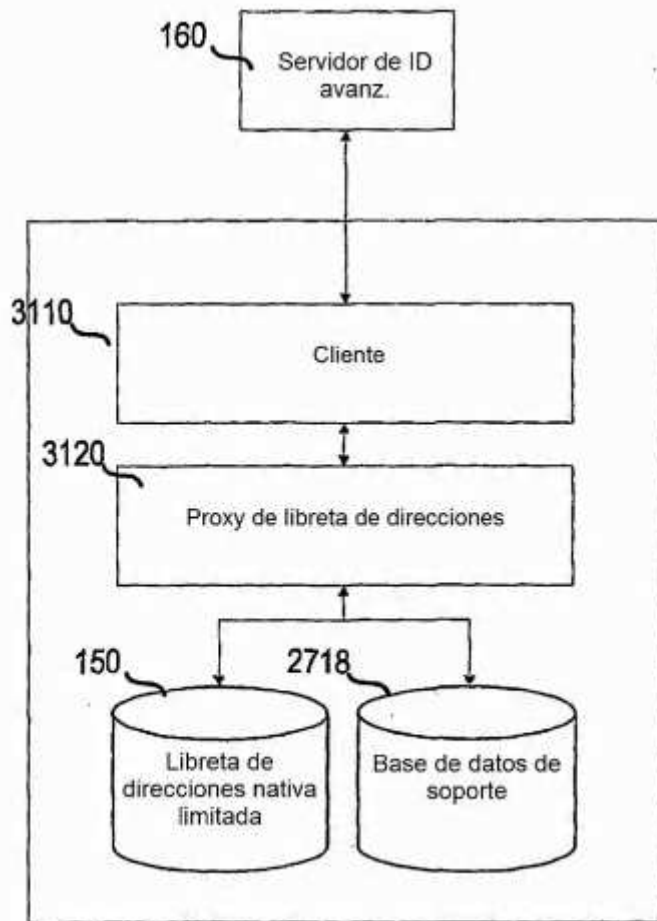 160
Servidor de ID
avanz.
3110
Cliente
3120
Proxy de libreta de direcciones
150
2718
Libreta de
direcciones nativa
limitada
Base de datos de
soporte